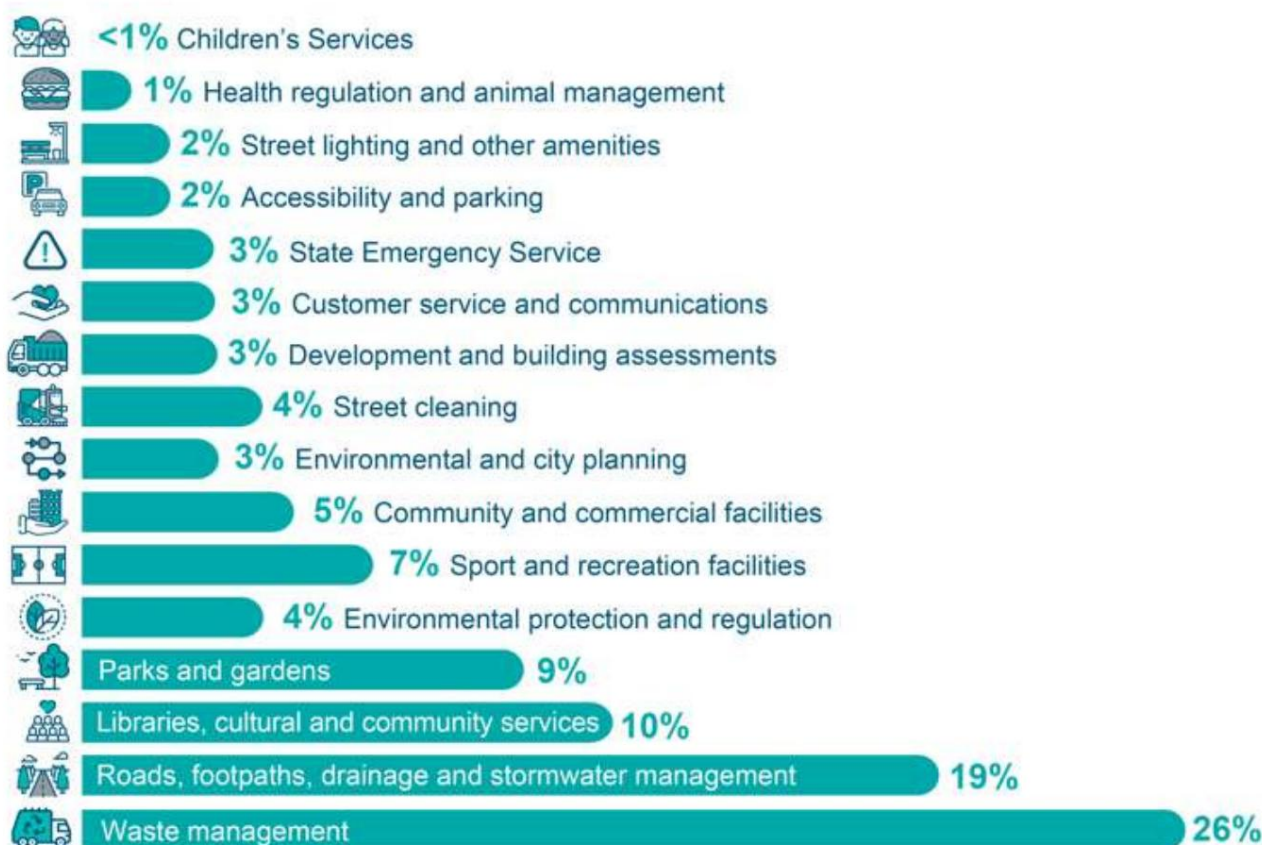 <1% Children's Services
1% Health regulation and animal management
2% Street lighting and other amenities
P
2% Accessibility and parking
3% State Emergency Service
3% Customer service and communications
3% Development and building assessments
4% Street cleaning
3% Environmental and city planning
5% Community and commercial facilities
7% Sport and recreation facilities
4% Environmental protection and regulation
Parks and gardens 9%
Libraries, cultural and community services 10%
Roads, footpaths, drainage and stormwater management 19%
Waste management 26%